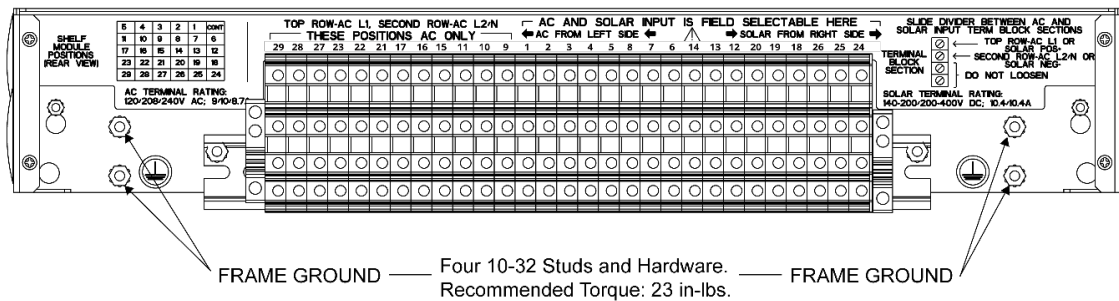 5 4 3 2 1 CONT
11 10 9 8 7 6
17 16 15 14 13 12
23 22 21 20 19 18
29 28 27 26 25 24
SHELF
MODULE
POSITIONS
(REAR VIEW)
AC TERMINAL RATING:
120/208/240V AC; 9/10/8.7
TOP ROW-AC L1, SECOND ROW-AC L2/N
THESE POSITIONS AC ONLY
AC AND SOLAR INPUT IS FIELD SELECTABLE HERE
AC FROM LEFT SIDE
SOLAR FROM RIGHT SIDE
29 28 27 23 22 21 17 16 15 11 10 9 1 2 3 4 5 8 7 6 14 13 12 20 19 18 26 25 24
SLIDE DIVIDER BETWEEN AC AND
SOLAR INPUT TERM BLOCK SECTIONS
TERMINAL
BLOCK
SECTION
TOP ROW-AC L1 OR
SOLAR POS+
SECOND ROW-AC L2/N OR
SOLAR NEG-
DO NOT LOOSEN
SOLAR TERMINAL RATING:
140-200/200-400V DC; 10.4/10.4A
FRAME GROUND
Four 10-32 Studs and Hardware.
Recommended Torque: 23 in-lbs.
FRAME GROUND